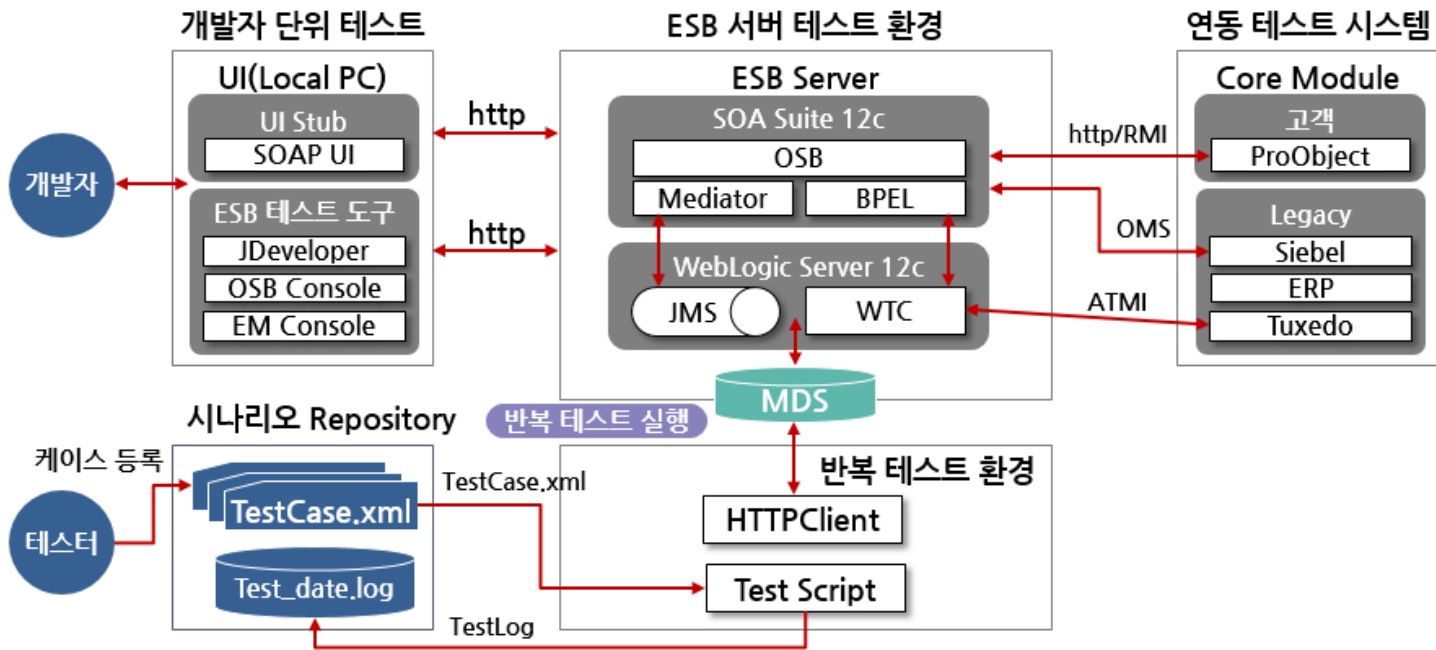 개발자 단위 테스트
ESB 서버 테스트 환경
연동 테스트 시스템
UI(Local PC)
UI Stub
SOAP UI
ESB 테스트 도구
JDeveloper
OSB Console
EM Console
개발자
http
http
ESB Server
SOA Suite 12c
OSB
Mediator
BPEL
WebLogic Server 12c
JMS
WTC
MDS
http/RMI
OMS
ATMI
Core Module
고객
ProObject
Legacy
Siebel
ERP
Tuxedo
시나리오 Repository
반복 테스트 실행
케이스 등록
테스터
TestCase.xml
Test_date.log
TestCase.xml
TestLog
반복 테스트 환경
HTTPClient
Test Script